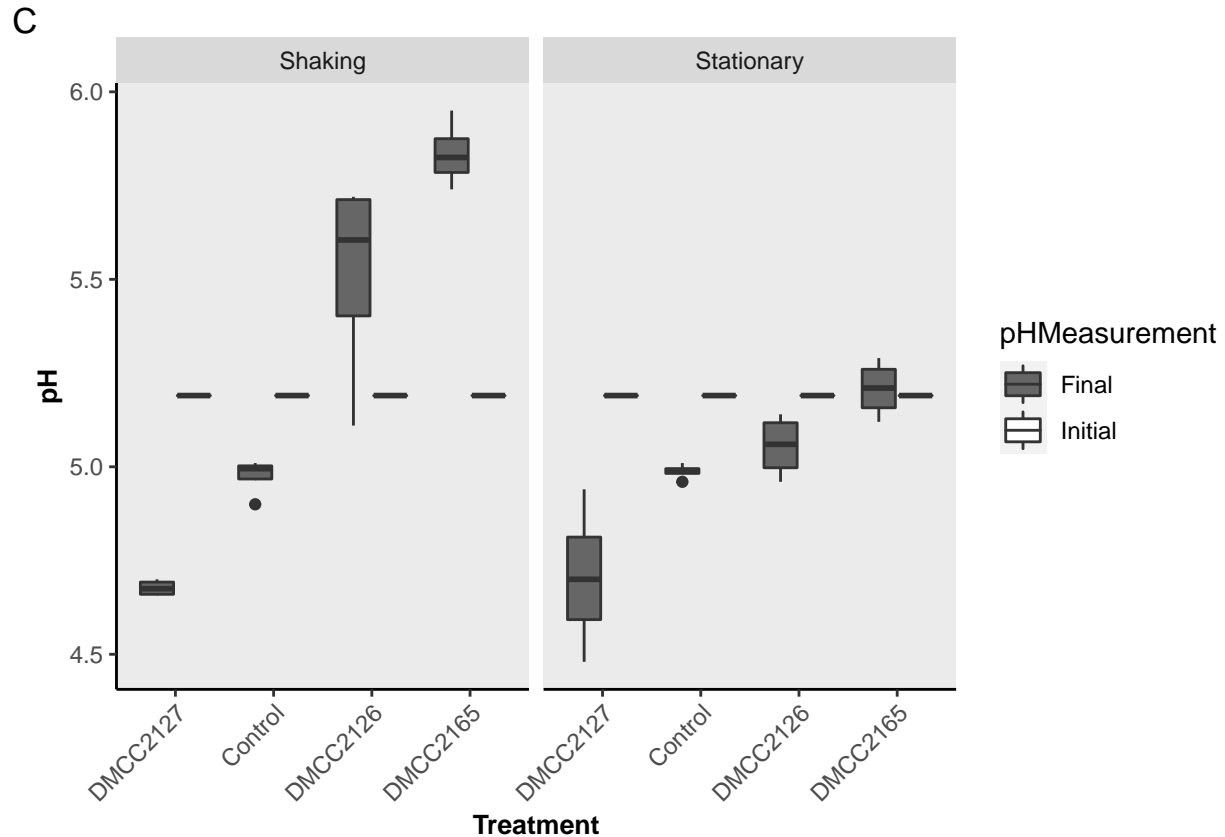 C
Shaking
Stationary
6.0
5.5
5.0
4.5
pH
DMCC2127
Control
DMCC2126
DMCC2165
DMCC2127
Control
DMCC2126
DMCC2165
Treatment
pHMeasurement
Final
Initial